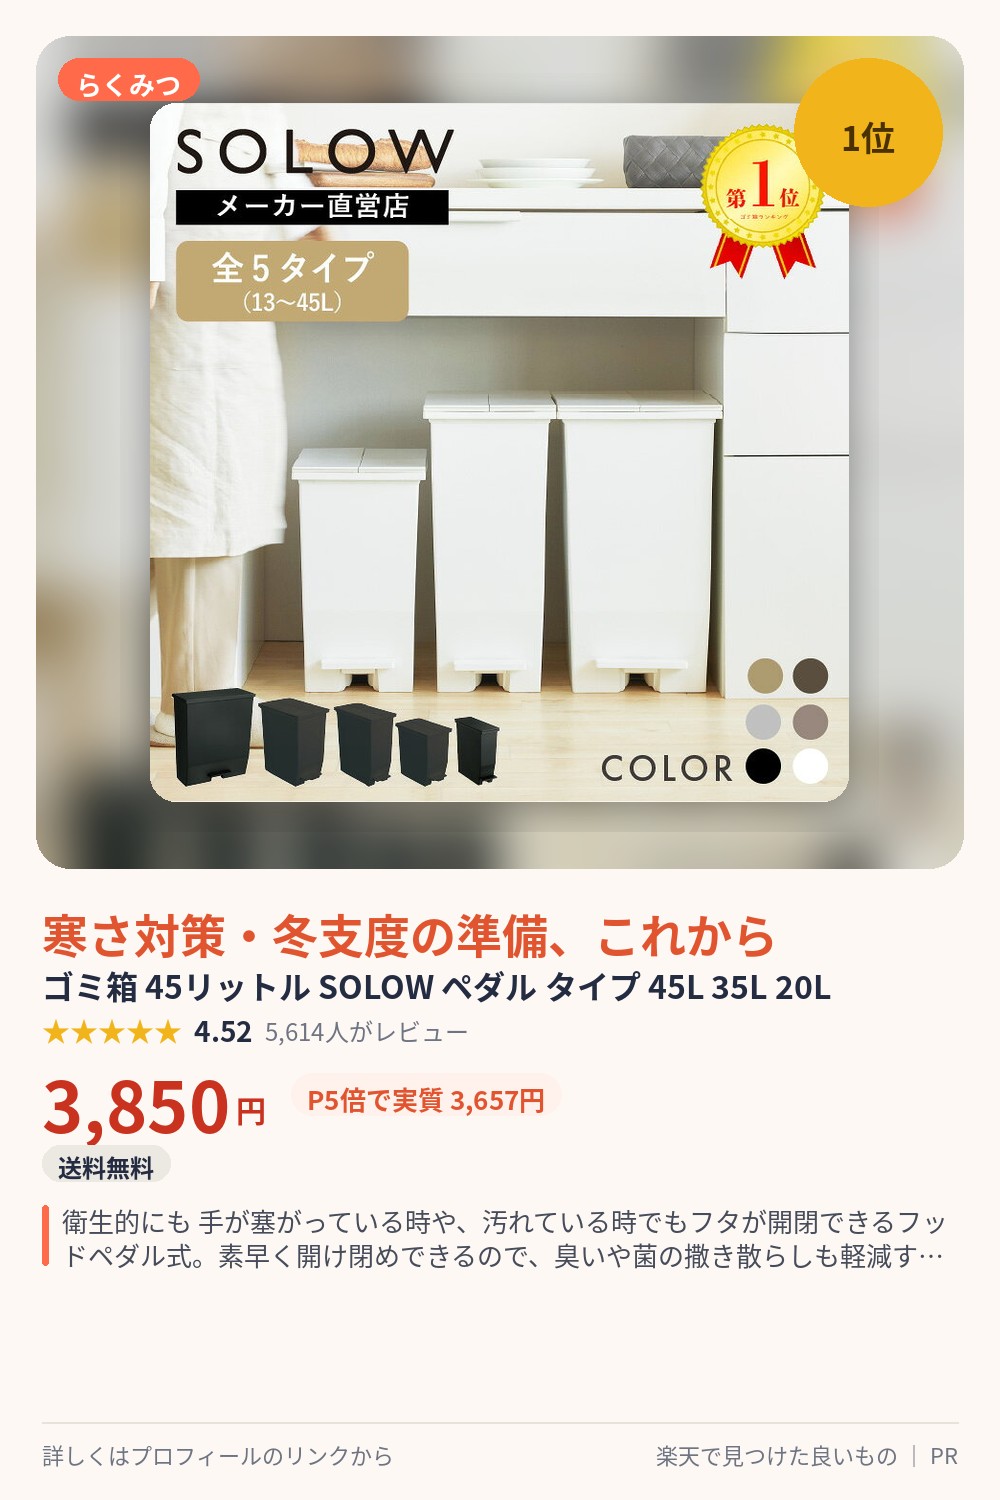 らくみつ
1位
SOLOW
メーカー直営店
全5タイプ
(13〜45L)
第1位
COLOR
寒さ対策・冬支度の準備、これから
ゴミ箱 45リットル SOLOW ペダル タイプ 45L 35L 20L
★★★★★ 4.52 5,614人がレビュー
3,850円 P5倍で実質 3,657円
送料無料
衛生的にも 手が塞がっている時や、汚れている時でもフタが開閉できるフッ
ドペダル式。素早く開け閉めできるので、臭いや菌の撒き散らしも軽減す…
詳しくはプロフィールのリンクから
楽天で見つけた良いもの ｜ PR